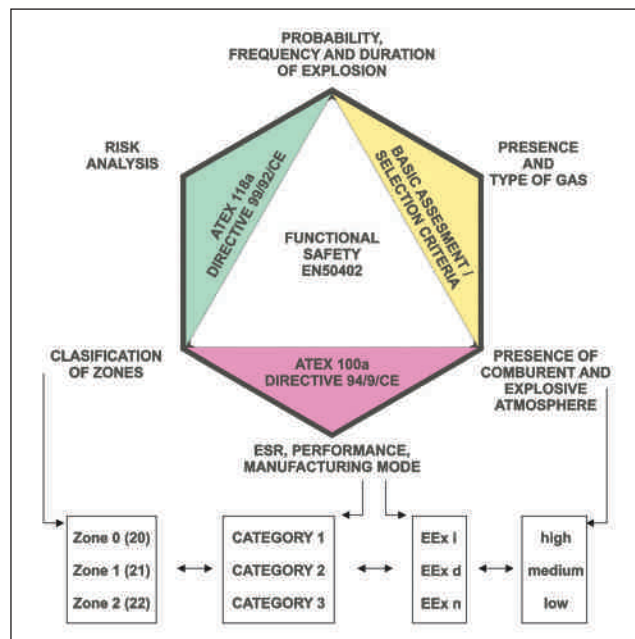 PROBABILITY,
FREQUENCY AND DURATION
OF EXPLOSION
RISK
ANALYSIS
PRESENCE
AND
TYPE OF GAS
ATEX 118a
DIRECTIVE 99/92/CE
BASIC ASSESMENT /
SELECTION CRITERIA
FUNCTIONAL
SAFETY
EN50402
CLASIFICATION
OF ZONES
ATEX 100a
DIRECTIVE 94/9/CE
PRESENCE OF
COMBURENT AND
EXPLOSIVE
ATMOSPHERE
ESR, PERFORMANCE,
MANUFACTURING MODE
Zone 0 (20)
Zone 1 (21)
Zone 2 (22)
CATEGORY 1
CATEGORY 2
CATEGORY 3
EEx i
EEx d
EEx n
high
medium
low